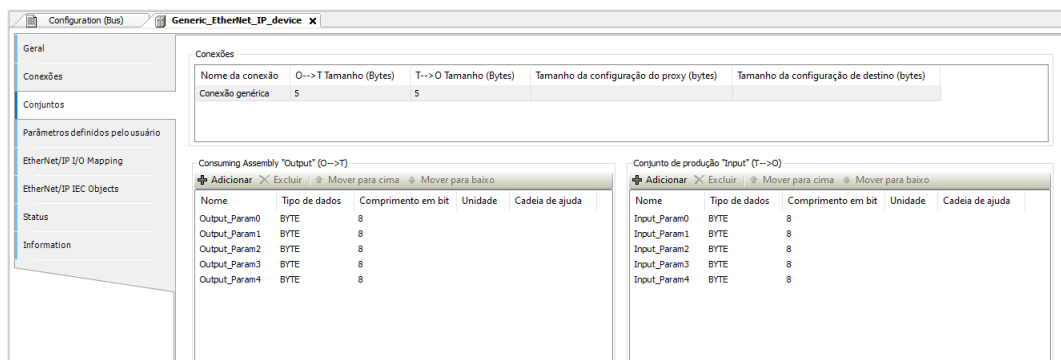 Configuration (Bus) Generic_EtherNet_IP_device X
Geral
Conexões
Conjuntos
Parâmetros definidos pelo usuário
EtherNet/IP I/O Mapping
EtherNet/IP IEC Objects
Status
Information
Conexões
Nome da conexão O-->T Tamanho (Bytes) T-->O Tamanho (Bytes) Tamanho da configuração do proxy (bytes) Tamanho da configuração de destino (bytes)
Conexão genérica 5 5
Consuming Assembly "Output" (O-->T)
Adicionar Excluir Mover para cima Mover para baixo
Nome Tipo de dados Comprimento em bit Unidade Cadeia de ajuda
Output_Param0 BYTE 8
Output_Param1 BYTE 8
Output_Param2 BYTE 8
Output_Param3 BYTE 8
Output_Param4 BYTE 8
Conjunto de produção "Input" (T-->O)
Adicionar Excluir Mover para cima Mover para baixo
Nome Tipo de dados Comprimento em bit Unidade Cadeia de ajuda
Input_Param0 BYTE 8
Input_Param1 BYTE 8
Input_Param2 BYTE 8
Input_Param3 BYTE 8
Input_Param4 BYTE 8